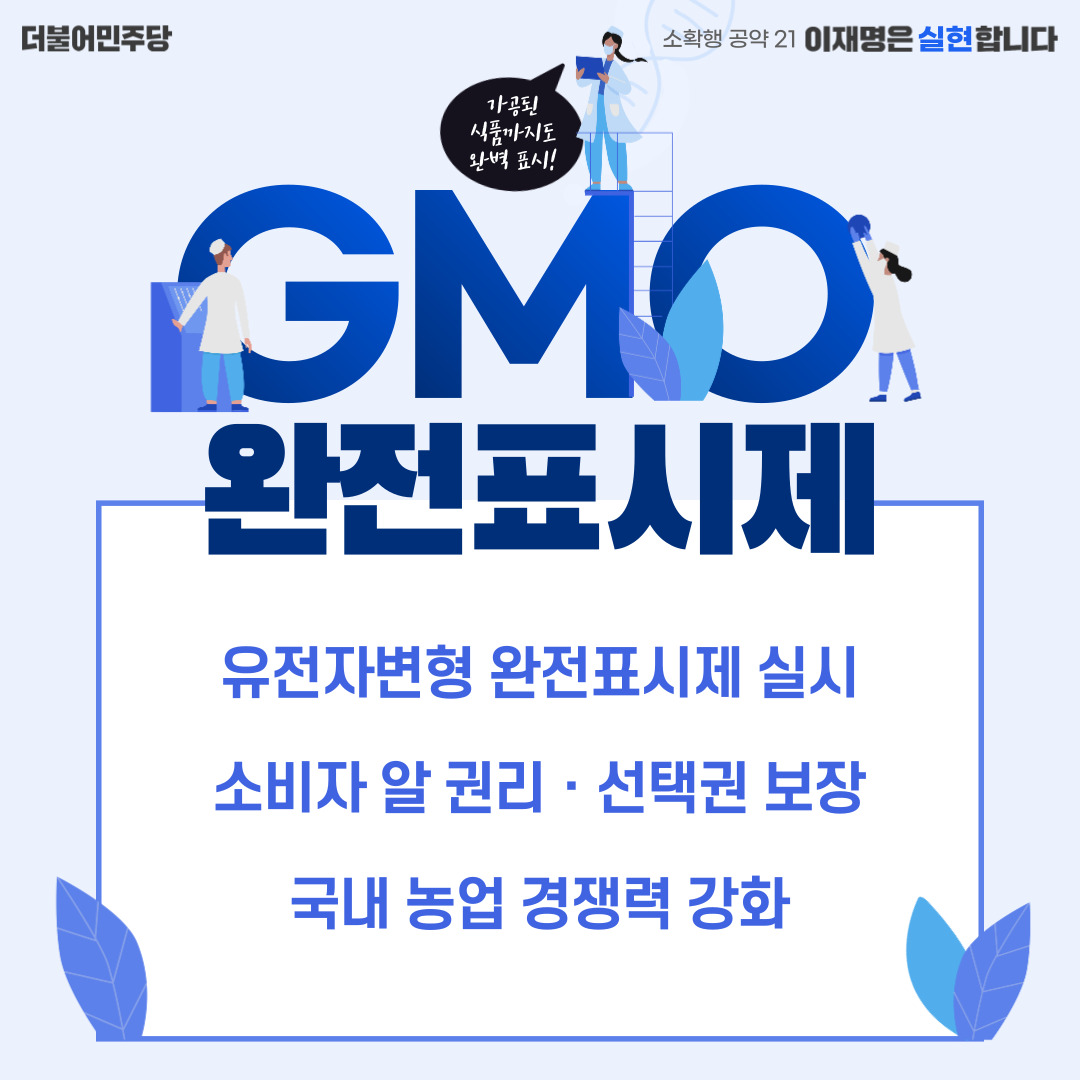 더불어민주당
소확행 공약 21 이재명은 실현합니다
가공된
식품까지도
완벽 표시!
GMO
완전표시제
유전자변형 완전표시제 실시
소비자 알 권리 · 선택권 보장
국내 농업 경쟁력 강화